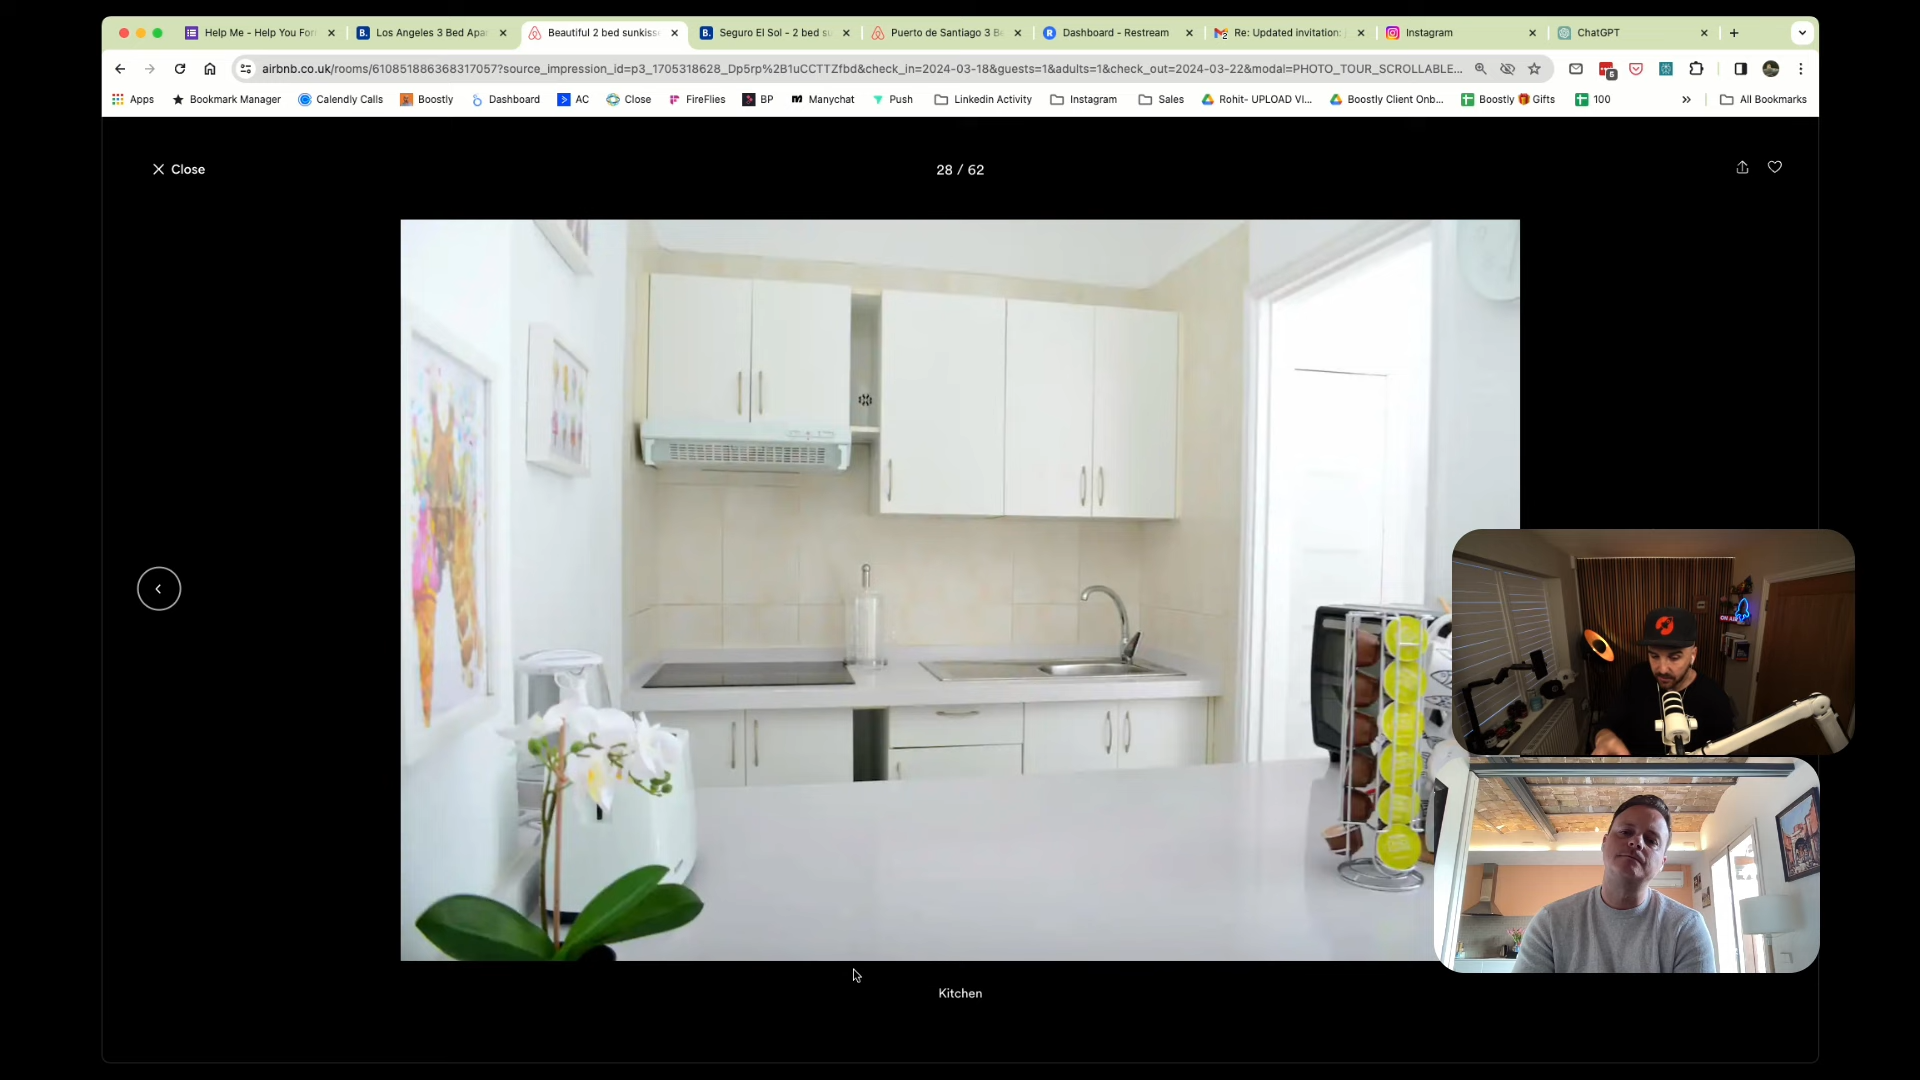 Help Me - Help You For
Los Angeles 3 Bed Apa
Beautiful 2 bed sunkiss
Seguro El Sol - 2 bed s
Puerto de Santiago 3 B
Dashboard - Restream
Re: Updated invitation:
Instagram
ChatGPT
airbnb.co.uk/rooms/610851886368317057?source_impression_id=p3_1705318628_Dp5rp%2B1uCCTTZfbd&check_in=2024-03-18&guests=1&adults=1&check_out=2024-03-22&modal=PHOTO_TOUR_SCROLLABLE...
6
Apps
Bookmark Manager
Calendly Calls
Boostly
Dashboard
AC
Close
FireFlies
BP
Manychat
Push
Linkedin Activity
Instagram
Sales
Rohit- UPLOAD VI...
Boostly Client Onb...
Boostly 🎁 Gifts
100
All Bookmarks
Close
28 / 62
Kitchen